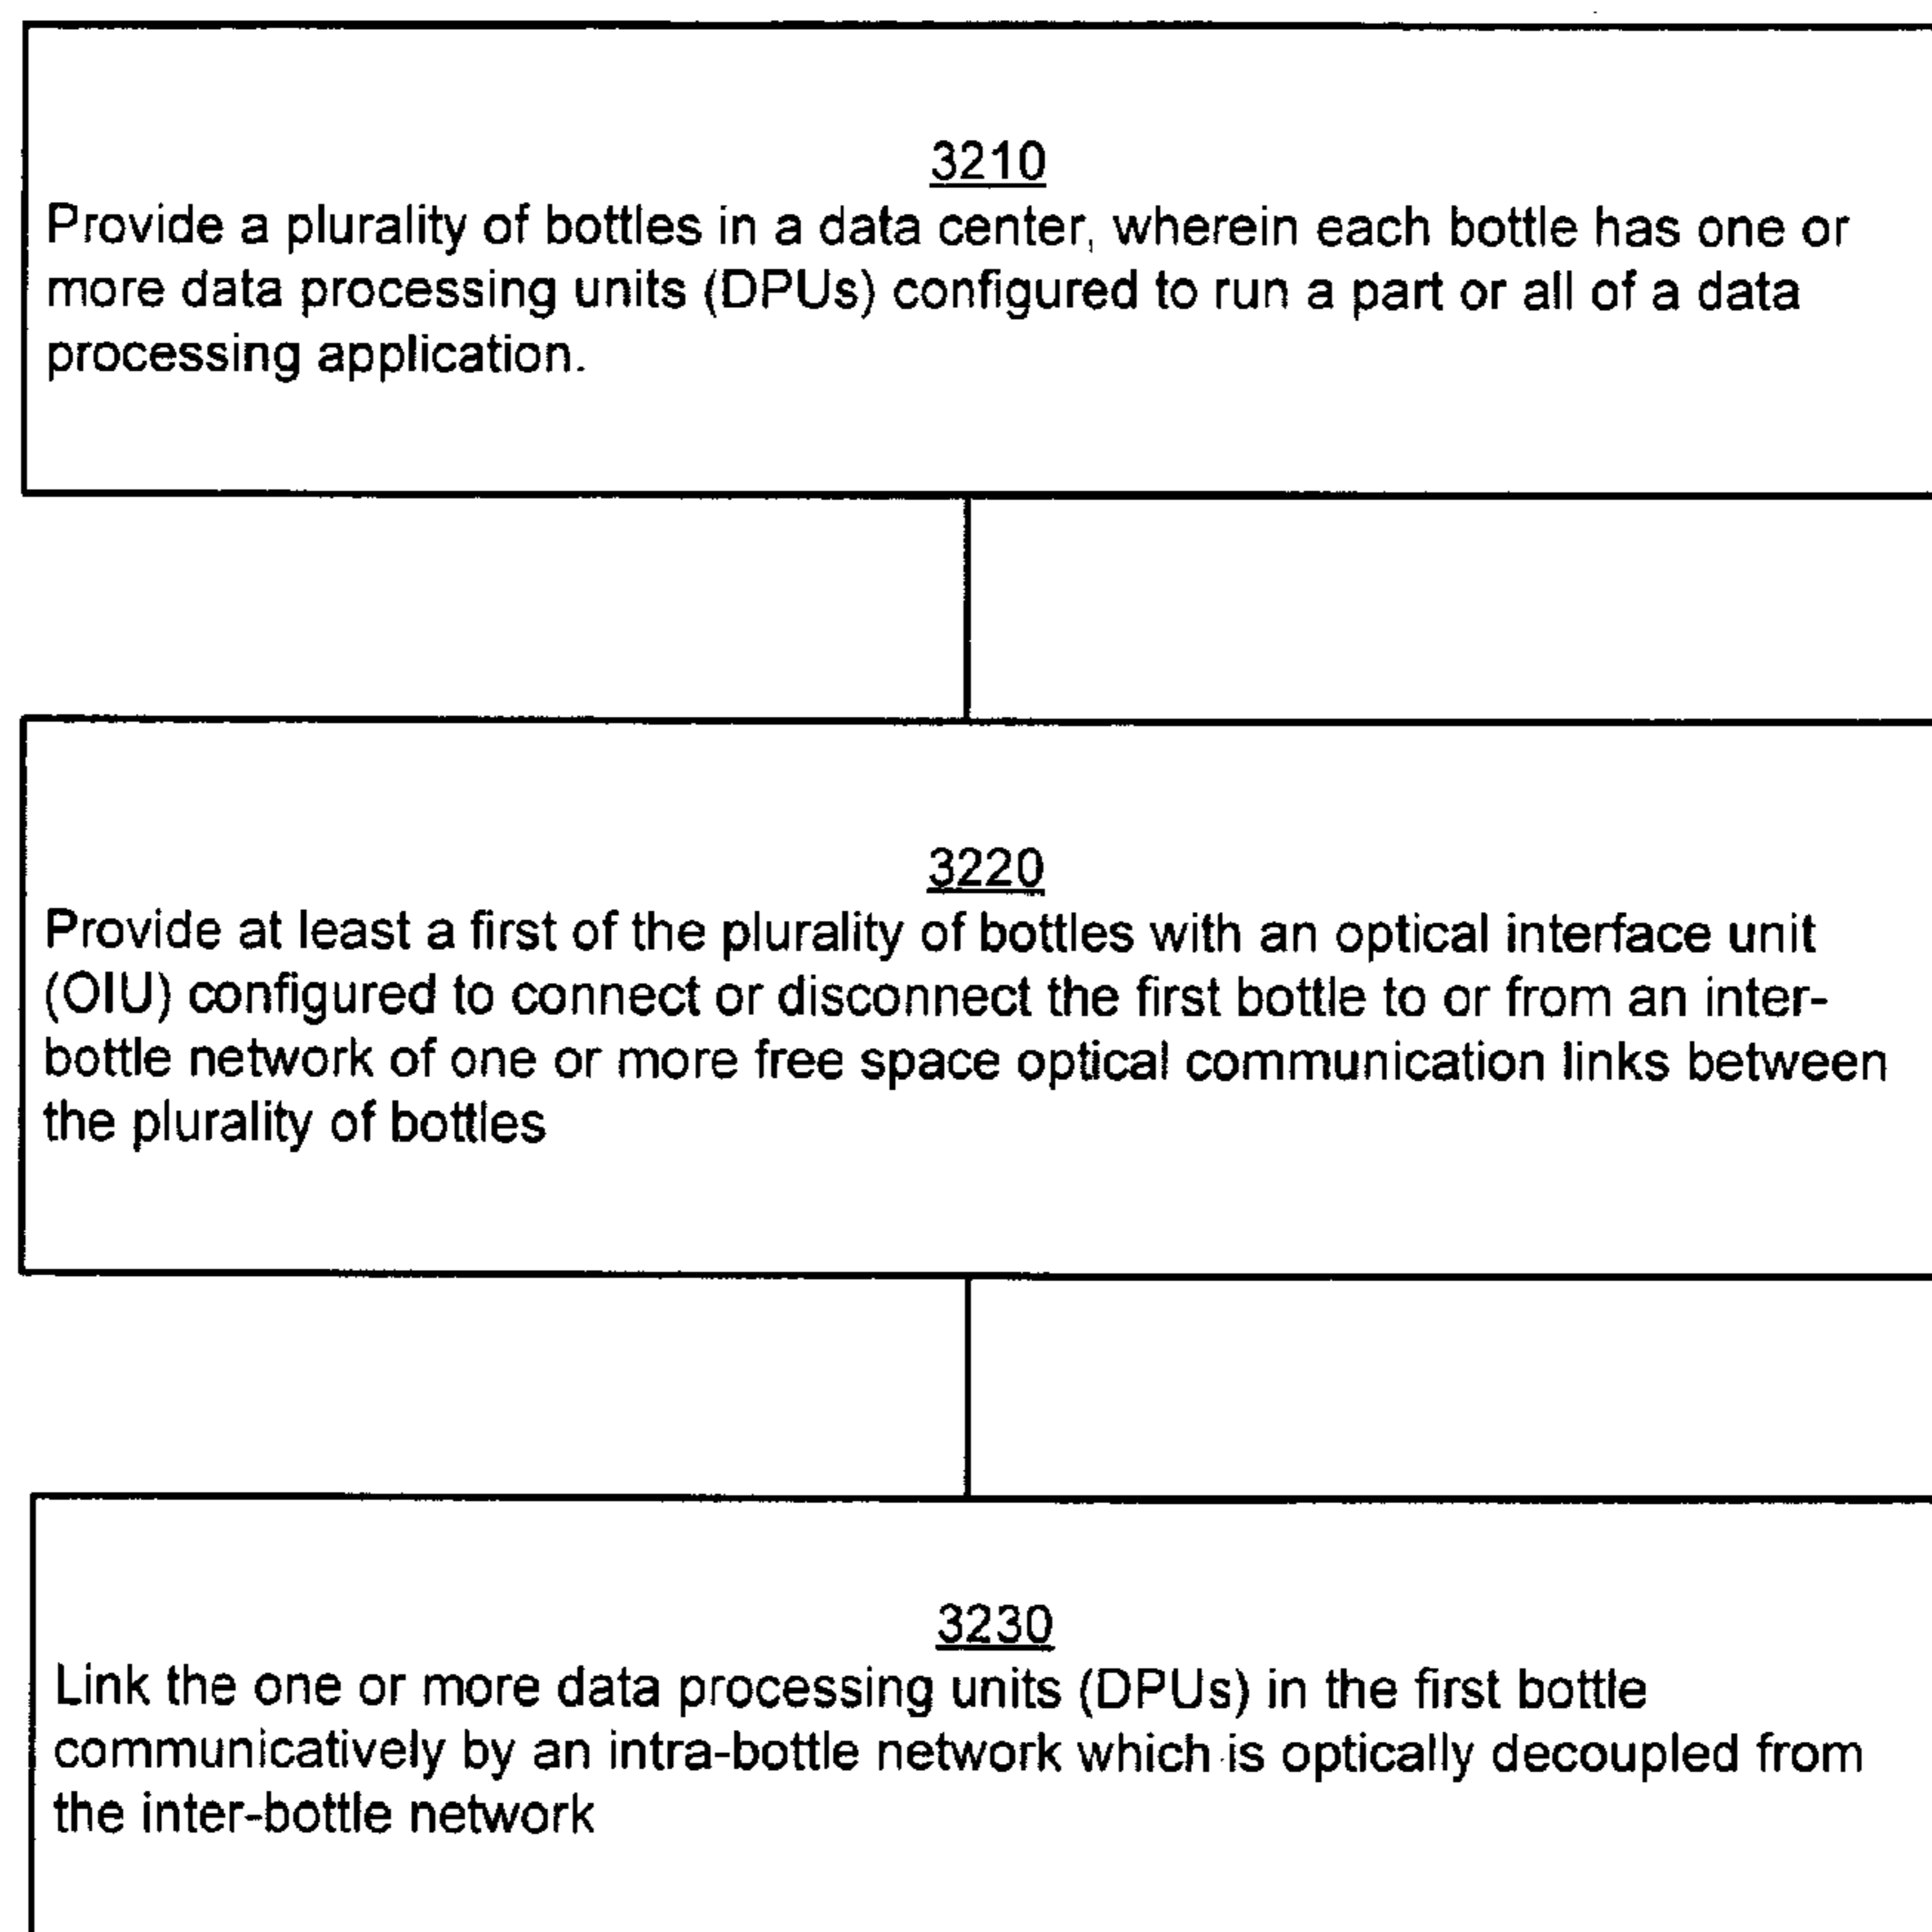 3210
Provide a plurality of bottles in a data center, wherein each bottle has one or
more data processing units (DPUs) configured to run a part or all of a data
processing application.
3220
Provide at least a first of the plurality of bottles with an optical interface unit
(OIU) configured to connect or disconnect the first bottle to or from an inter-
bottle network of one or more free space optical communication links between
the plurality of bottles
3230
Link the one or more data processing units (DPUs) in the first bottle
communicatively by an intra-bottle network which is optically decoupled from
the inter-bottle network